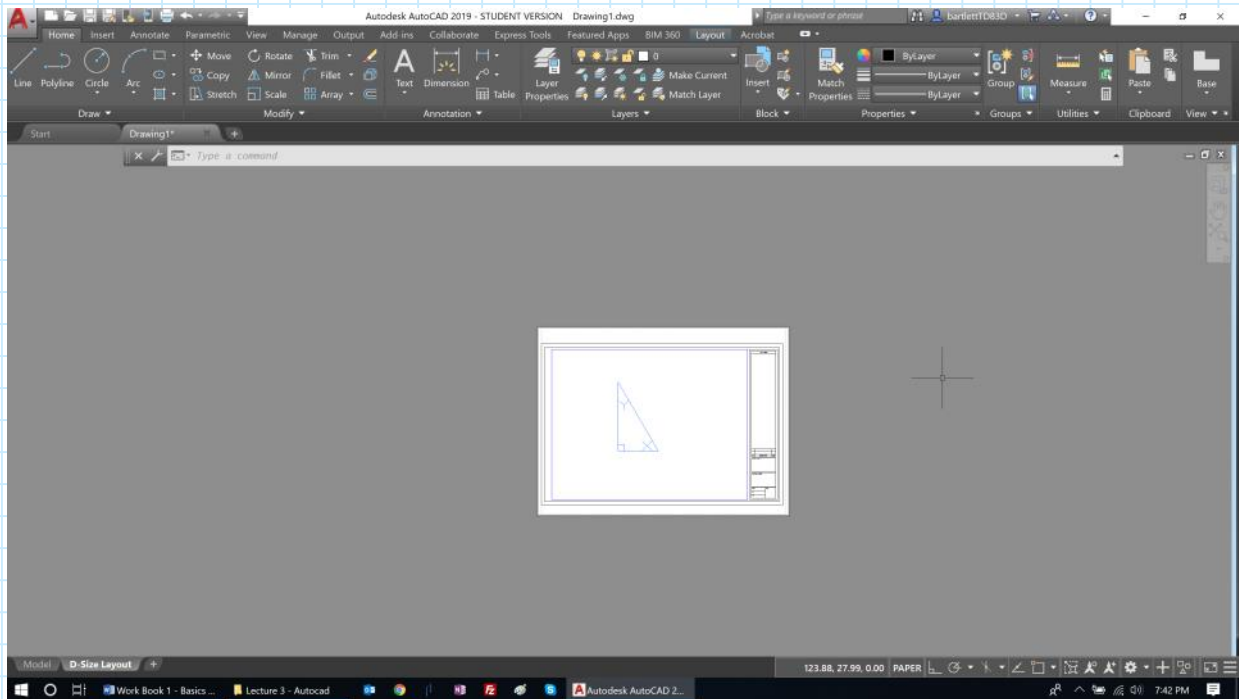 Autodesk AutoCAD 2019 - STUDENT VERSION Drawing1.dwg
Type a keyword or phrase
bartlettTD83D
Home Insert Annotate Parametric View Manage Output Add-ins Collaborate Express Tools Featured Apps BIM 360 Layout Acrobat
Line Polyline Circle Arc
Move Rotate Trim
Copy Mirror Fillet
Stretch Scale Array
Text Dimension
Table
Layer Properties
0
Make Current
Match Layer
Insert
Match Properties
ByLayer
ByLayer
ByLayer
Group
Measure
Paste
Base
Draw Modify Annotation Layers Block Properties Groups Utilities Clipboard View
Start Drawing1* +
Type a command
Y
X
Model D-Size Layout +
123.88, 27.99, 0.00 PAPER
Work Book 1 - Basics ... Lecture 3 - Autocad Autodesk AutoCAD 2...
7:42 PM